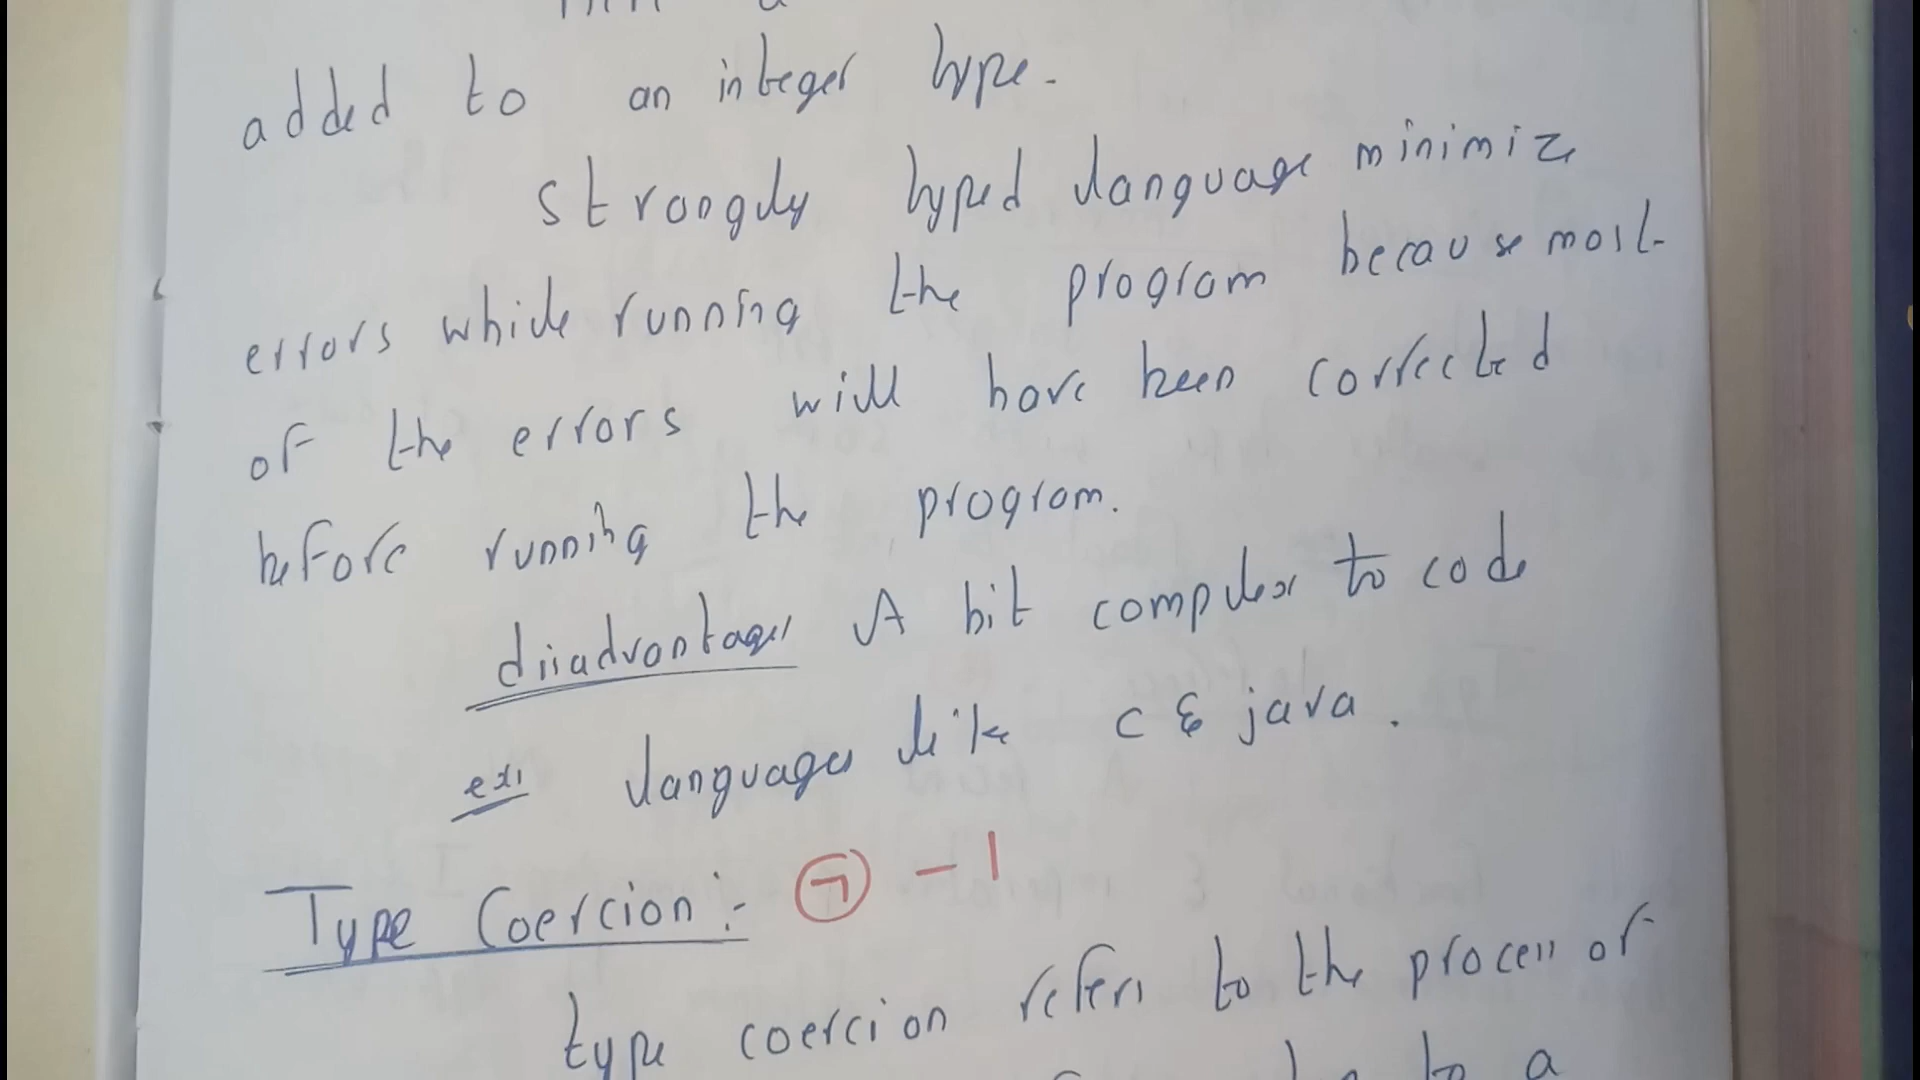 added to an integer type.
strongly typed language minimize
errors while running the program because most
of the errors will have been corrected
before running the program.
disadvantages A bit complex to code
ex: languages like C & java.
Type Coercion :- 7 - 1
type coercion refers to the process of
to a